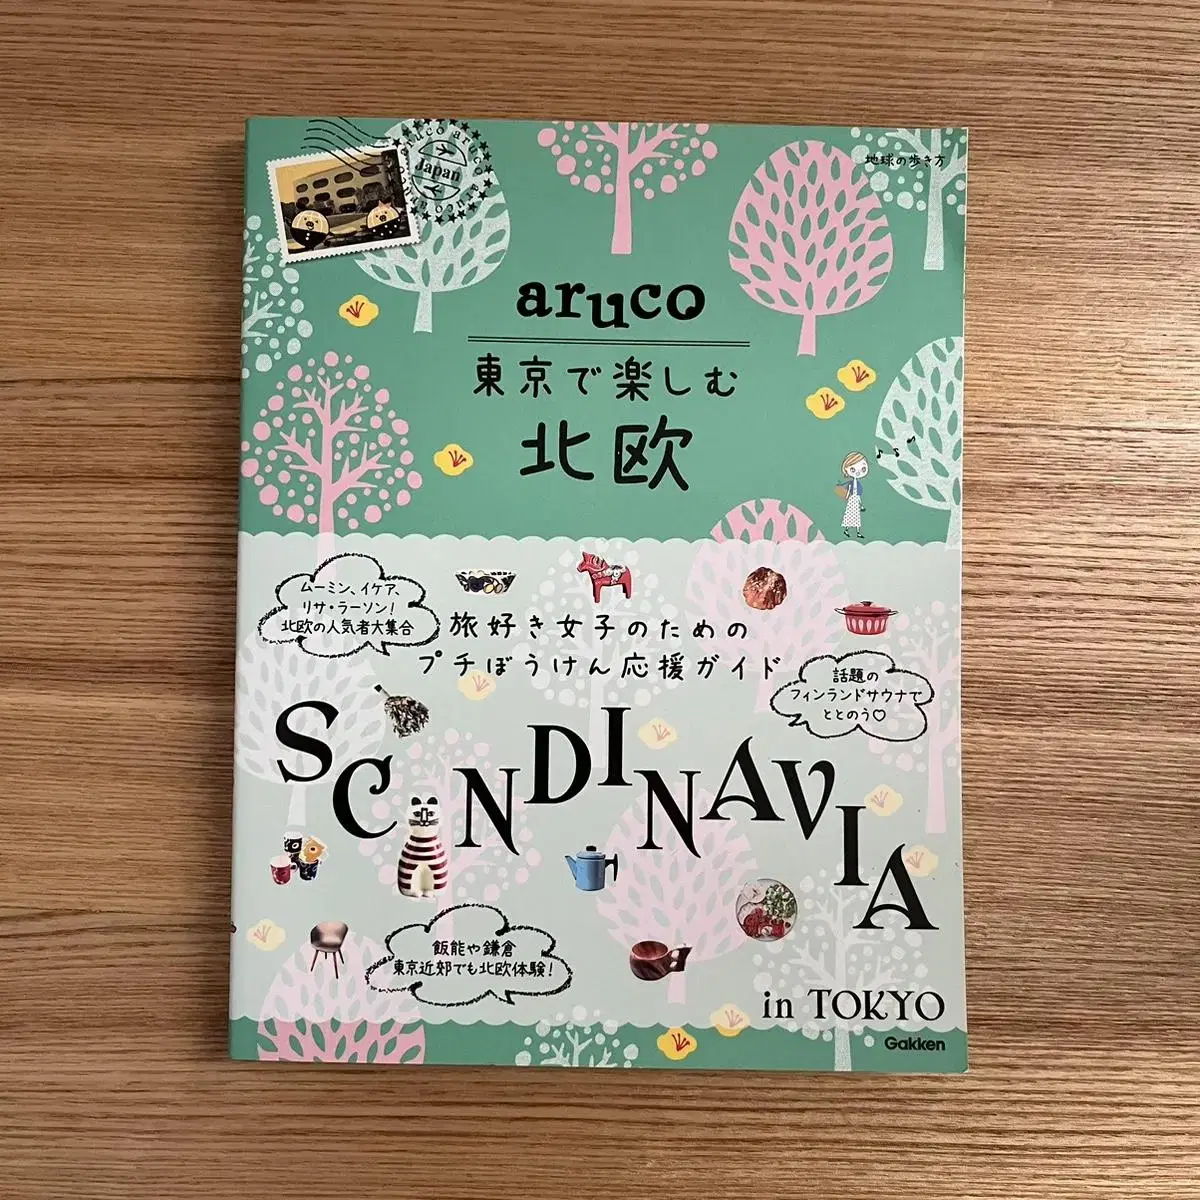 地球の歩き方
aruco aruco
Japan
aruco
東京で楽しむ
北欧
ムーミン、イケア、
リサ・ラーソン!
北欧の人気者大集合
旅好き女子のための
プチぼうけん応援ガイド
話題の
フィンランドサウナで
ととのう♡
SCANDINAVIA
飯能や鎌倉
東京近郊でも北欧体験!
in TOKYO
Gakken